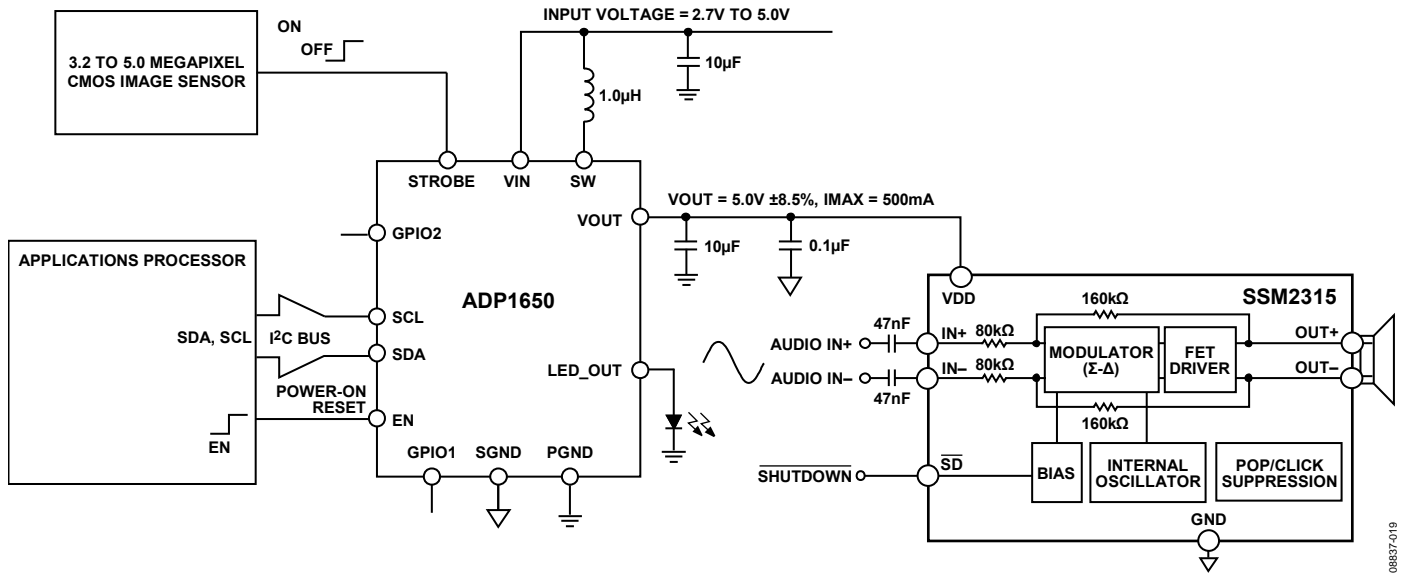 INPUT VOLTAGE = 2.7V TO 5.0V
ON
OFF
3.2 TO 5.0 MEGAPIXEL
CMOS IMAGE SENSOR
10µF
1.0µH
STROBE
VIN
SW
VOUT = 5.0V ±8.5%, IMAX = 500mA
VOUT
GPIO2
10µF
0.1µF
APPLICATIONS PROCESSOR
ADP1650
VDD
160kΩ
SSM2315
SCL
SDA, SCL
I²C BUS
SDA
47nF
AUDIO IN+
IN+
80kΩ
MODULATOR
(Σ-Δ)
FET
DRIVER
OUT+
LED_OUT
AUDIO IN–
IN–
80kΩ
OUT–
47nF
POWER-ON
RESET
160kΩ
EN
EN
GPIO1
SGND
PGND
SHUTDOWN
SD
BIAS
INTERNAL
OSCILLATOR
POP/CLICK
SUPPRESSION
GND
08837-019